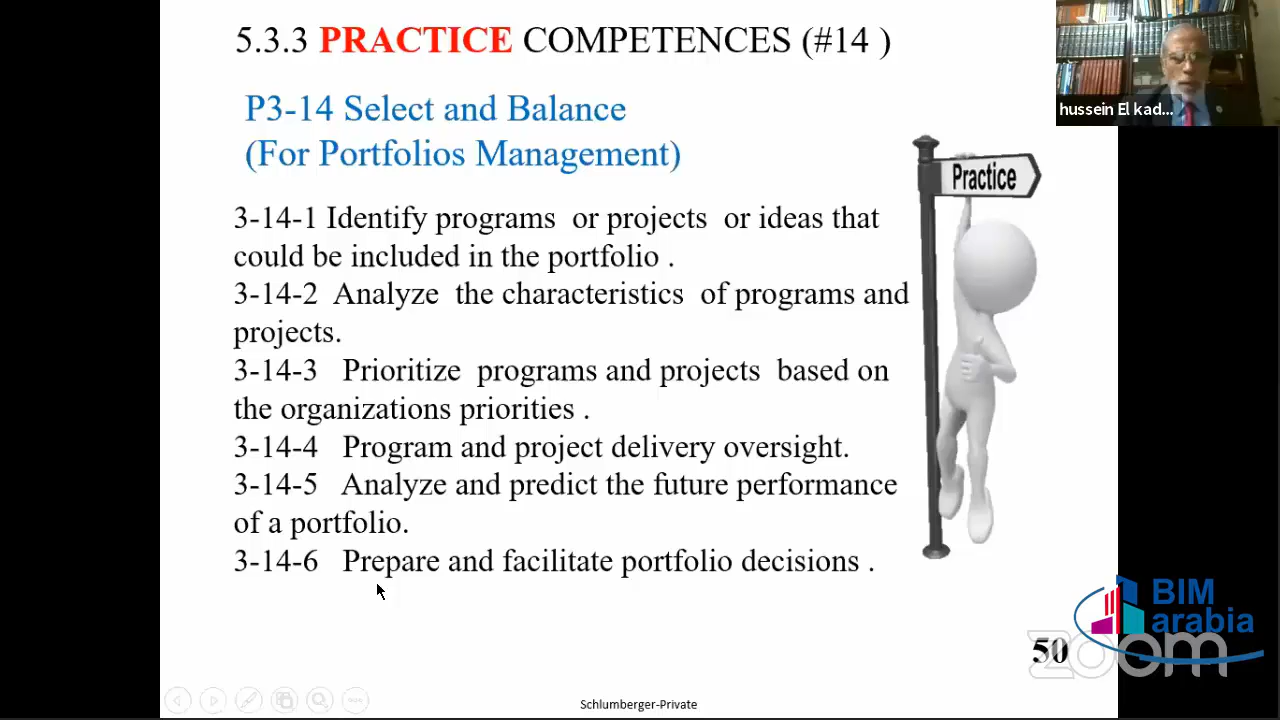 5.3.3 PRACTICE COMPETENCES (#14 )
hussein El kad...
P3-14 Select and Balance
(For Portfolios Management)
Practice
3-14-1 Identify programs or projects or ideas that
could be included in the portfolio .
3-14-2 Analyze the characteristics of programs and
projects.
3-14-3 Prioritize programs and projects based on
the organizations priorities .
3-14-4 Program and project delivery oversight.
3-14-5 Analyze and predict the future performance
of a portfolio.
3-14-6 Prepare and facilitate portfolio decisions .
BIM
arabia
50
zoom
Schlumberger-Private